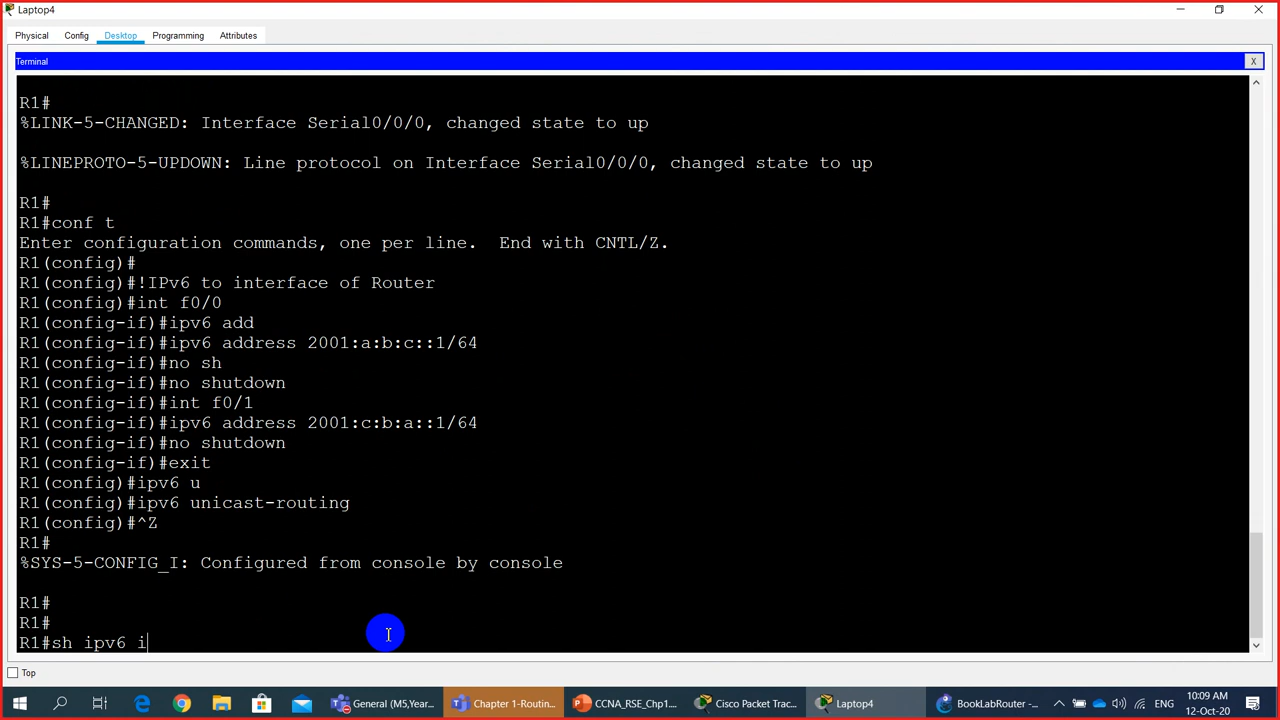 Laptop4
Physical Config Desktop Programming Attributes
Terminal X
R1#
%LINK-5-CHANGED: Interface Serial0/0/0, changed state to up
%LINEPROTO-5-UPDOWN: Line protocol on Interface Serial0/0/0, changed state to up
R1#
R1#conf t
Enter configuration commands, one per line.  End with CNTL/Z.
R1(config)#
R1(config)#!IPv6 to interface of Router
R1(config)#int f0/0
R1(config-if)#ipv6 add
R1(config-if)#ipv6 address 2001:a:b:c::1/64
R1(config-if)#no sh
R1(config-if)#no shutdown
R1(config-if)#int f0/1
R1(config-if)#ipv6 address 2001:c:b:a::1/64
R1(config-if)#no shutdown
R1(config-if)#exit
R1(config)#ipv6 u
R1(config)#ipv6 unicast-routing
R1(config)#^Z
R1#
%SYS-5-CONFIG_I: Configured from console by console
R1#
R1#
R1#sh ipv6 i
Top
General (M5,Year... Chapter 1-Routin... CCNA_RSE_Chp1.... Cisco Packet Trac... Laptop4 BookLabRouter -... ENG 10:09 AM
12-Oct-20